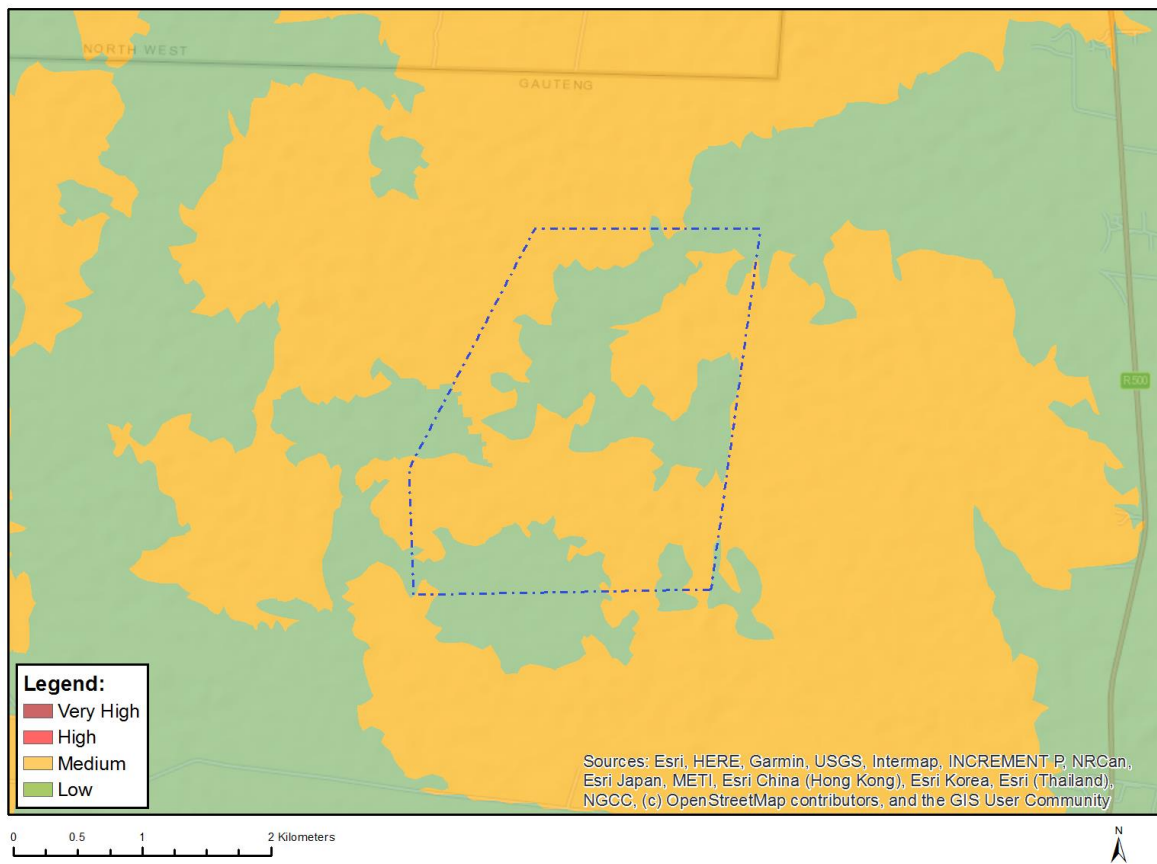 NORTH WEST
GAUTENG
R500
Legend:
Very High
High
Medium
Low
Sources: Esri, HERE, Garmin, USGS, Intermap, INCREMENT P, NRCan,
Esri Japan, METI, Esri China (Hong Kong), Esri Korea, Esri (Thailand),
NGCC, (c) OpenStreetMap contributors, and the GIS User Community
0 0.5 1 2 Kilometers
N